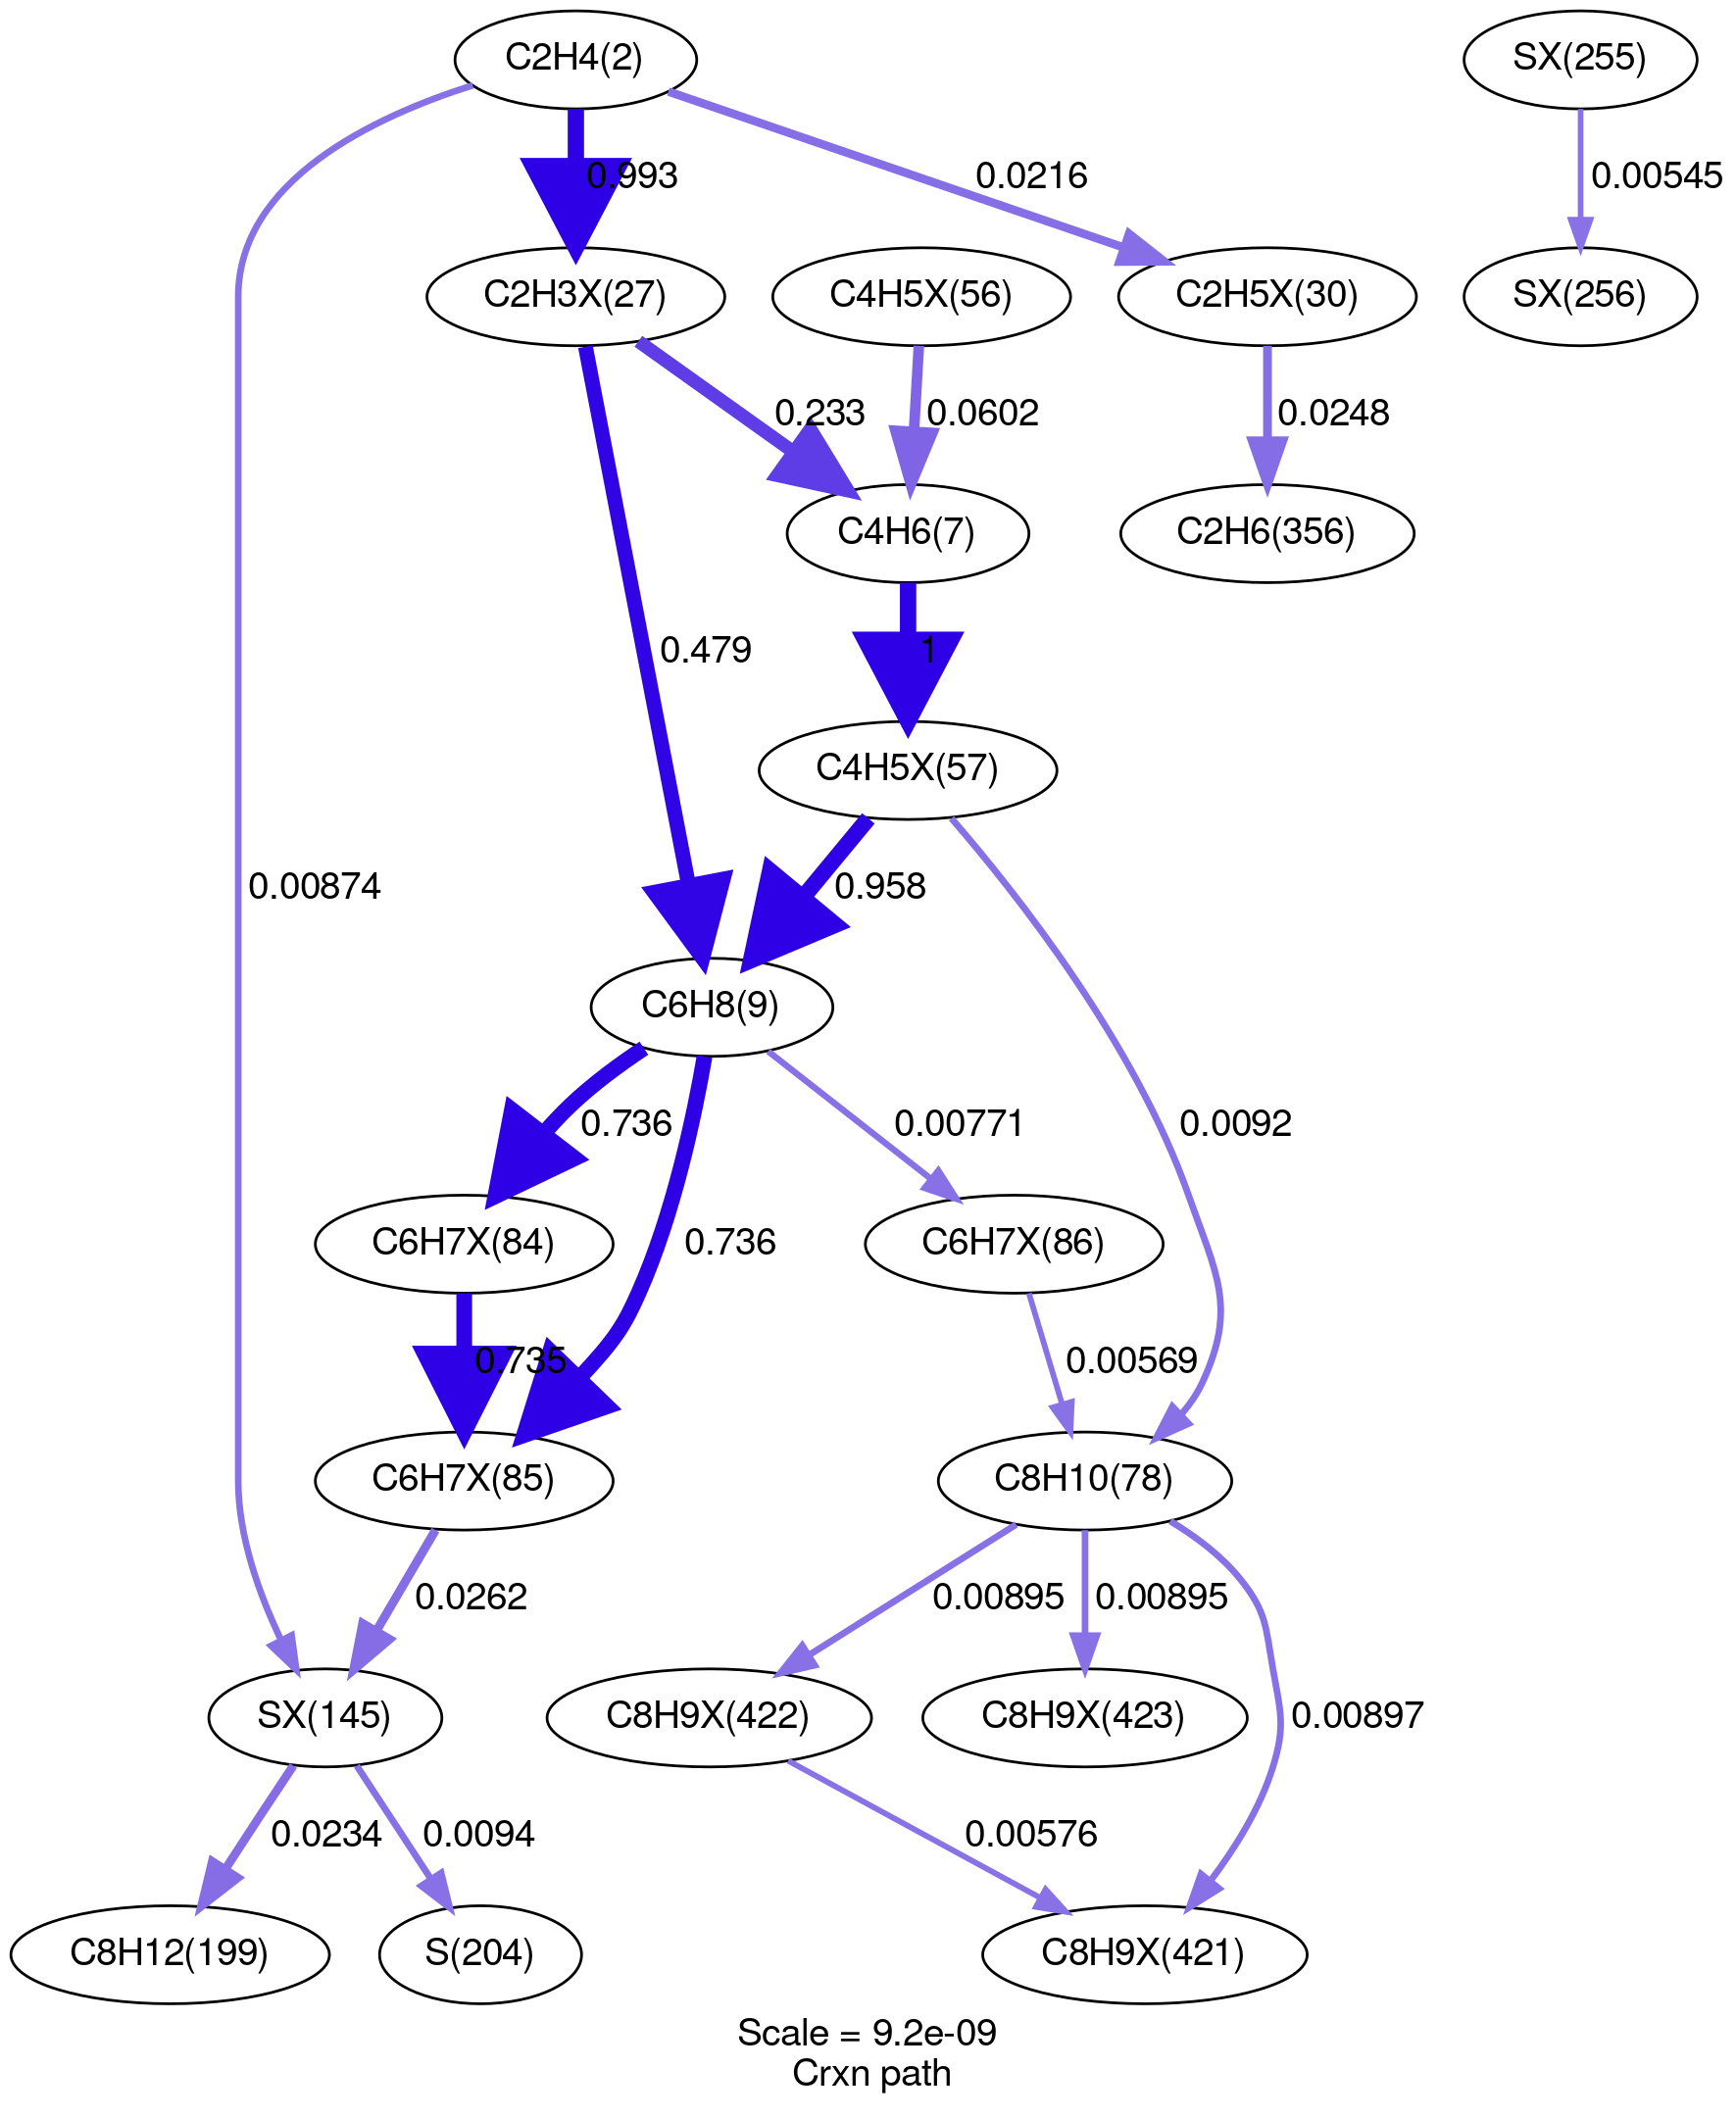 C2H4(2)
SX(255)
0.993
0.0216
0.00545
C2H3X(27)
C4H5X(56)
C2H5X(30)
SX(256)
0.233
0.0602
0.0248
C4H6(7)
C2H6(356)
0.479
1
C4H5X(57)
0.00874
0.958
C6H8(9)
0.736
0.00771
0.0092
C6H7X(84)
0.736
C6H7X(86)
0.735
0.00569
C6H7X(85)
C8H10(78)
0.0262
0.00895
0.00895
SX(145)
C8H9X(422)
C8H9X(423)
0.00897
0.0234
0.0094
0.00576
C8H12(199)
S(204)
C8H9X(421)
Scale = 9.2e-09
Crxn path